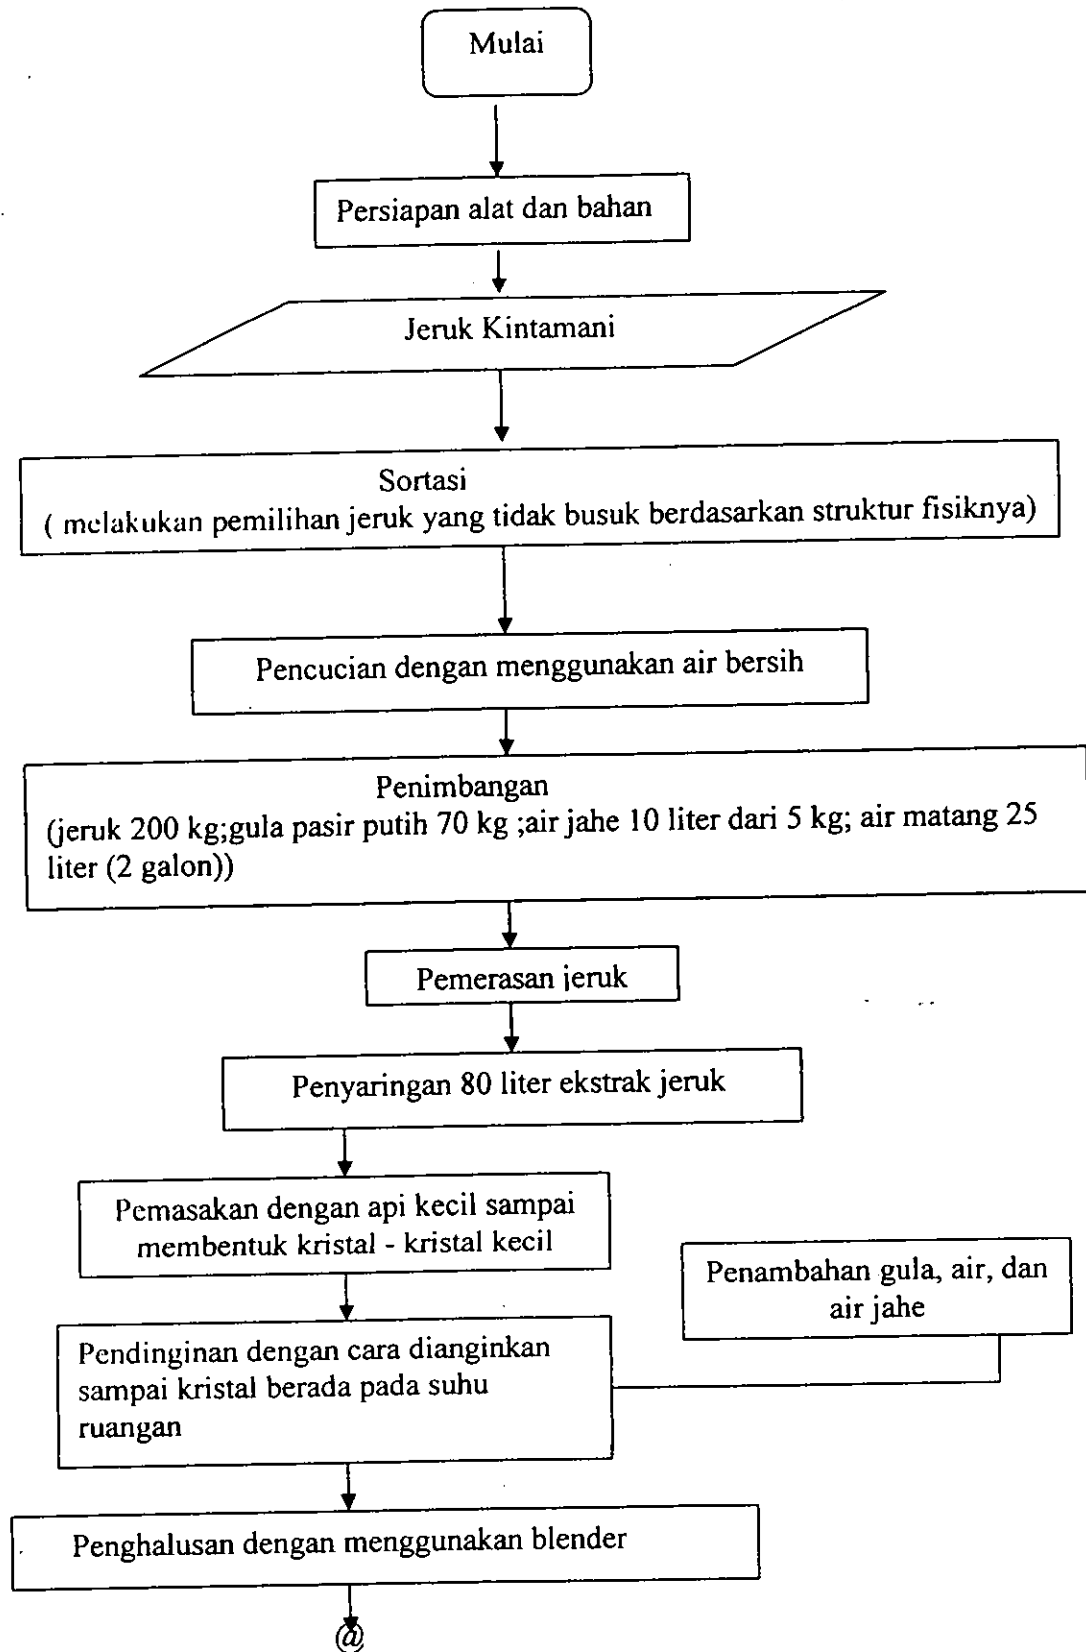 Mulai
Persiapan alat dan bahan
Jeruk Kintamani
Sortasi
( melakukan pemilihan jeruk yang tidak busuk berdasarkan struktur fisiknya)
Pencucian dengan menggunakan air bersih
Penimbangan
(jeruk 200 kg;gula pasir putih 70 kg ;air jahe 10 liter dari 5 kg; air matang 25
liter (2 galon))
Pemerasan jeruk
Penyaringan 80 liter ekstrak jeruk
Pemasakan dengan api kecil sampai
membentuk kristal - kristal kecil
Penambahan gula, air, dan
air jahe
Pendinginan dengan cara dianginkan
sampai kristal berada pada suhu
ruangan
Penghalusan dengan menggunakan blender
@